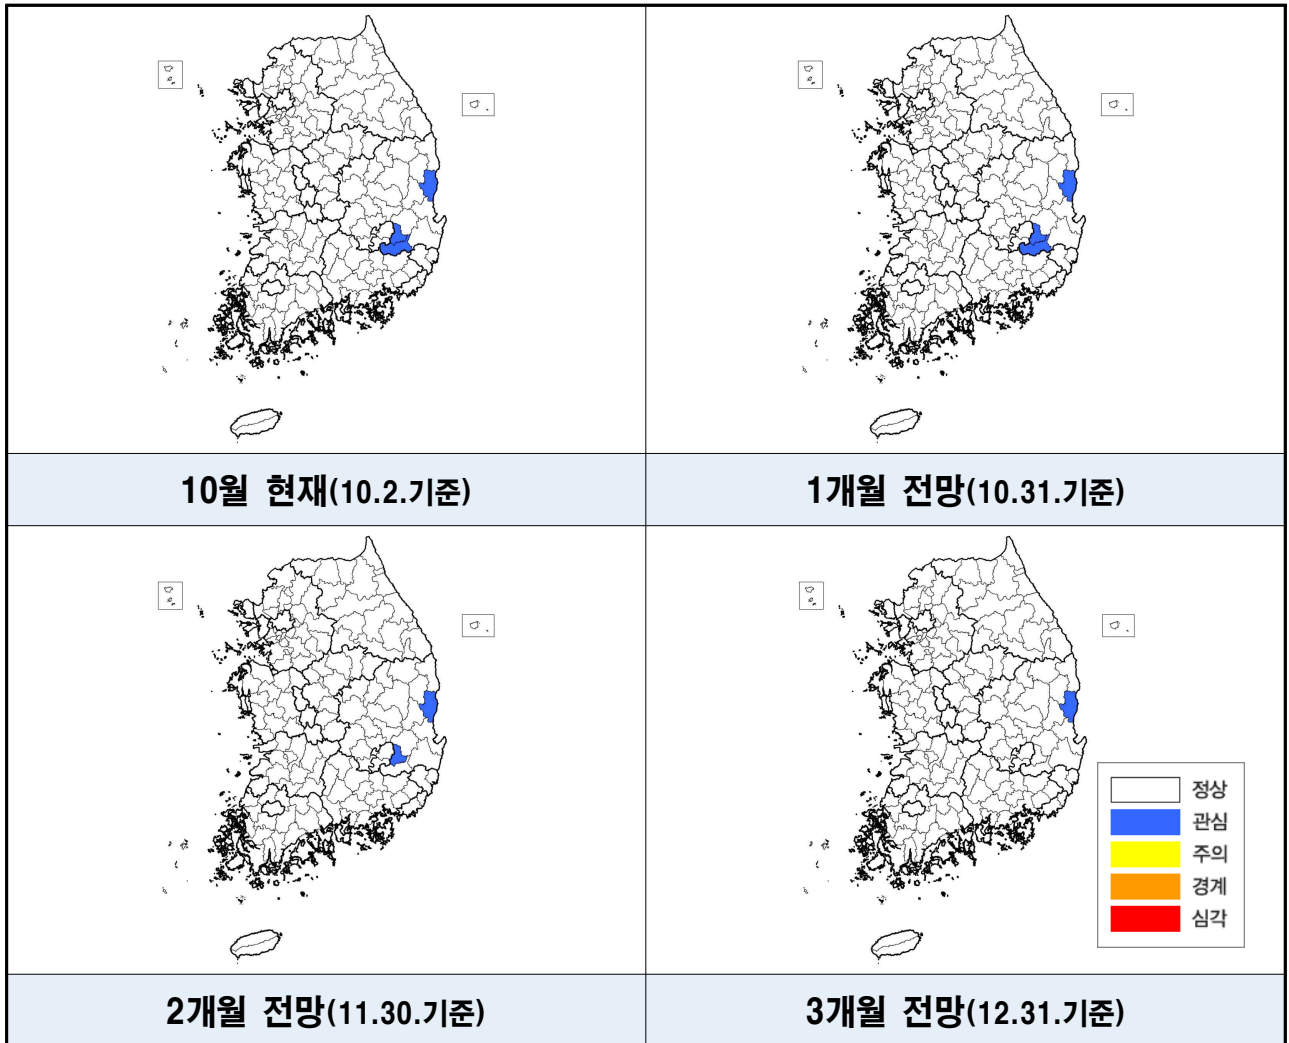 10월 현재(10.2.기준)
1개월 전망(10.31.기준)
2개월 전망(11.30.기준)
3개월 전망(12.31.기준)
정상
관심
주의
경계
심각